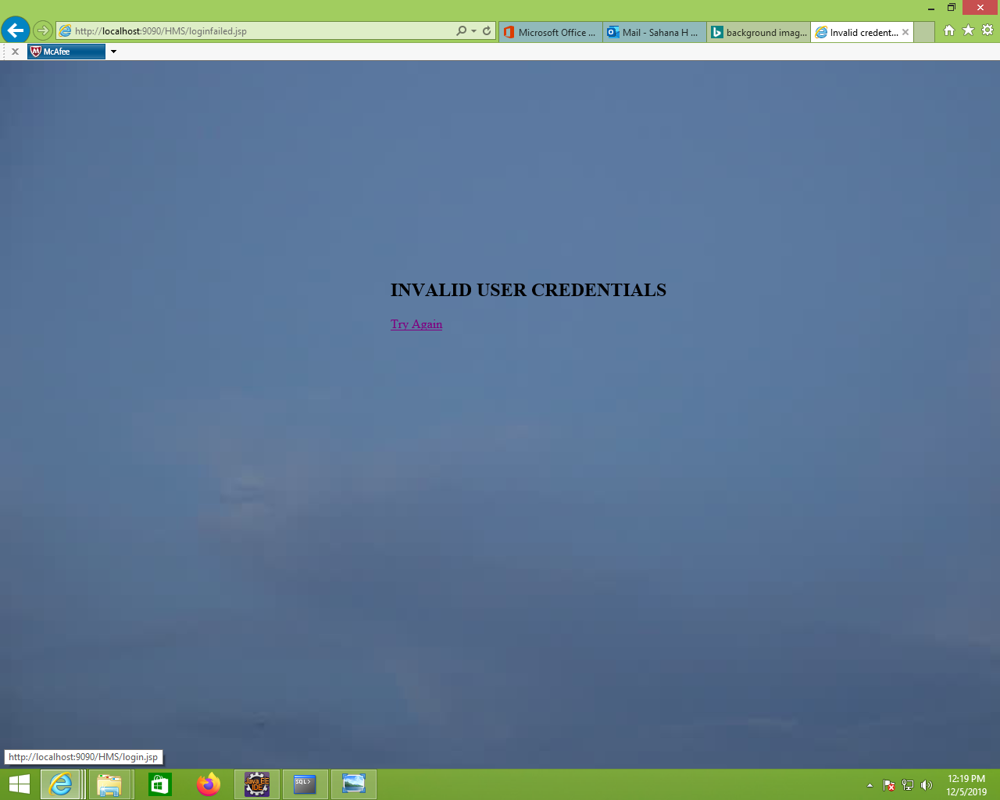 http://localhost:9090/HMS/loginfailed.jsp
Microsoft Office ...
Mail - Sahana H ...
background imag...
Invalid credent...
McAfee
INVALID USER CREDENTIALS
Try Again
http://localhost:9090/HMS/login.jsp
Java EE
IDE
SQL>
12:19 PM
12/5/2019